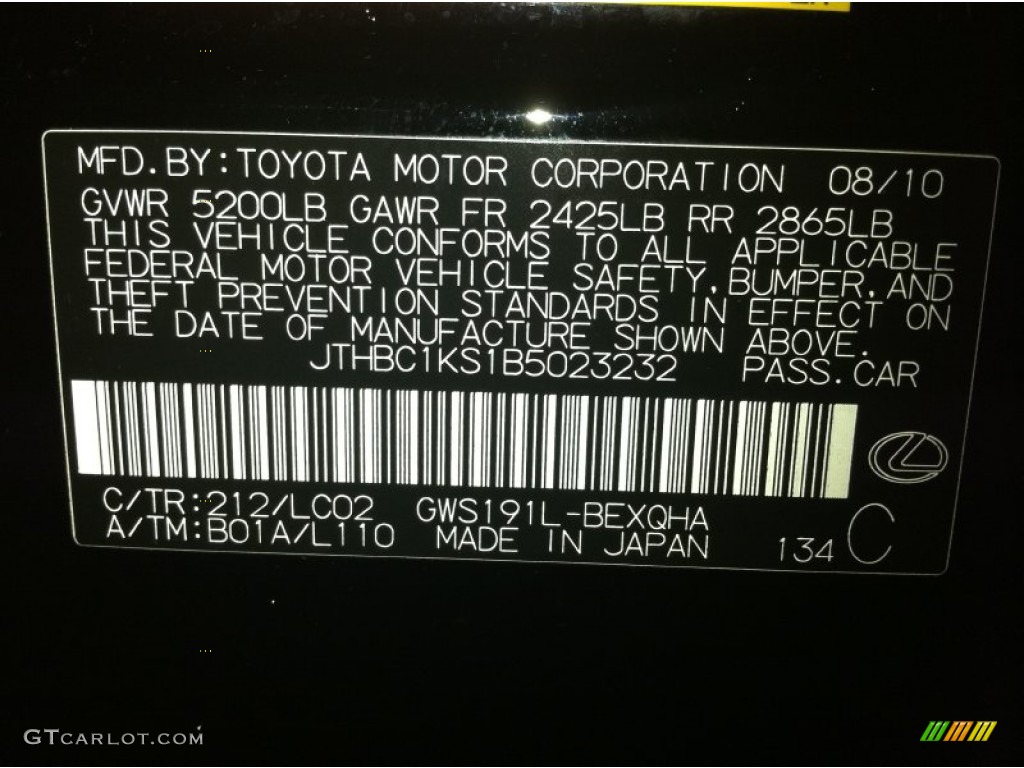 MFD.BY:TOYOTA MOTOR CORPORATION 08/10
GVWR 5200LB GAWR FR 2425LB RR 2865LB
THIS VEHICLE CONFORMS TO ALL APPLICABLE
FEDERAL MOTOR VEHICLE SAFETY,BUMPER,AND
THEFT PREVENTION STANDARDS IN EFFECT ON
THE DATE OF MANUFACTURE SHOWN ABOVE.
JTHBC1KS1B5023232 PASS.CAR
C/TR:212/LC02 GWS191L-BEXQHA
A/TM:B01A/L110 MADE IN JAPAN 134 C
GTCARLOT.COM